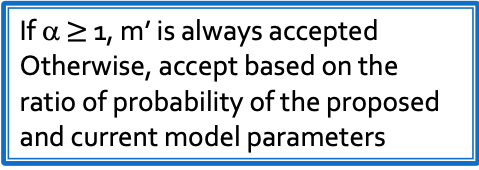 If α ≥ 1, m′ is always accepted
Otherwise, accept based on the
ratio of probability of the proposed
and current model parameters